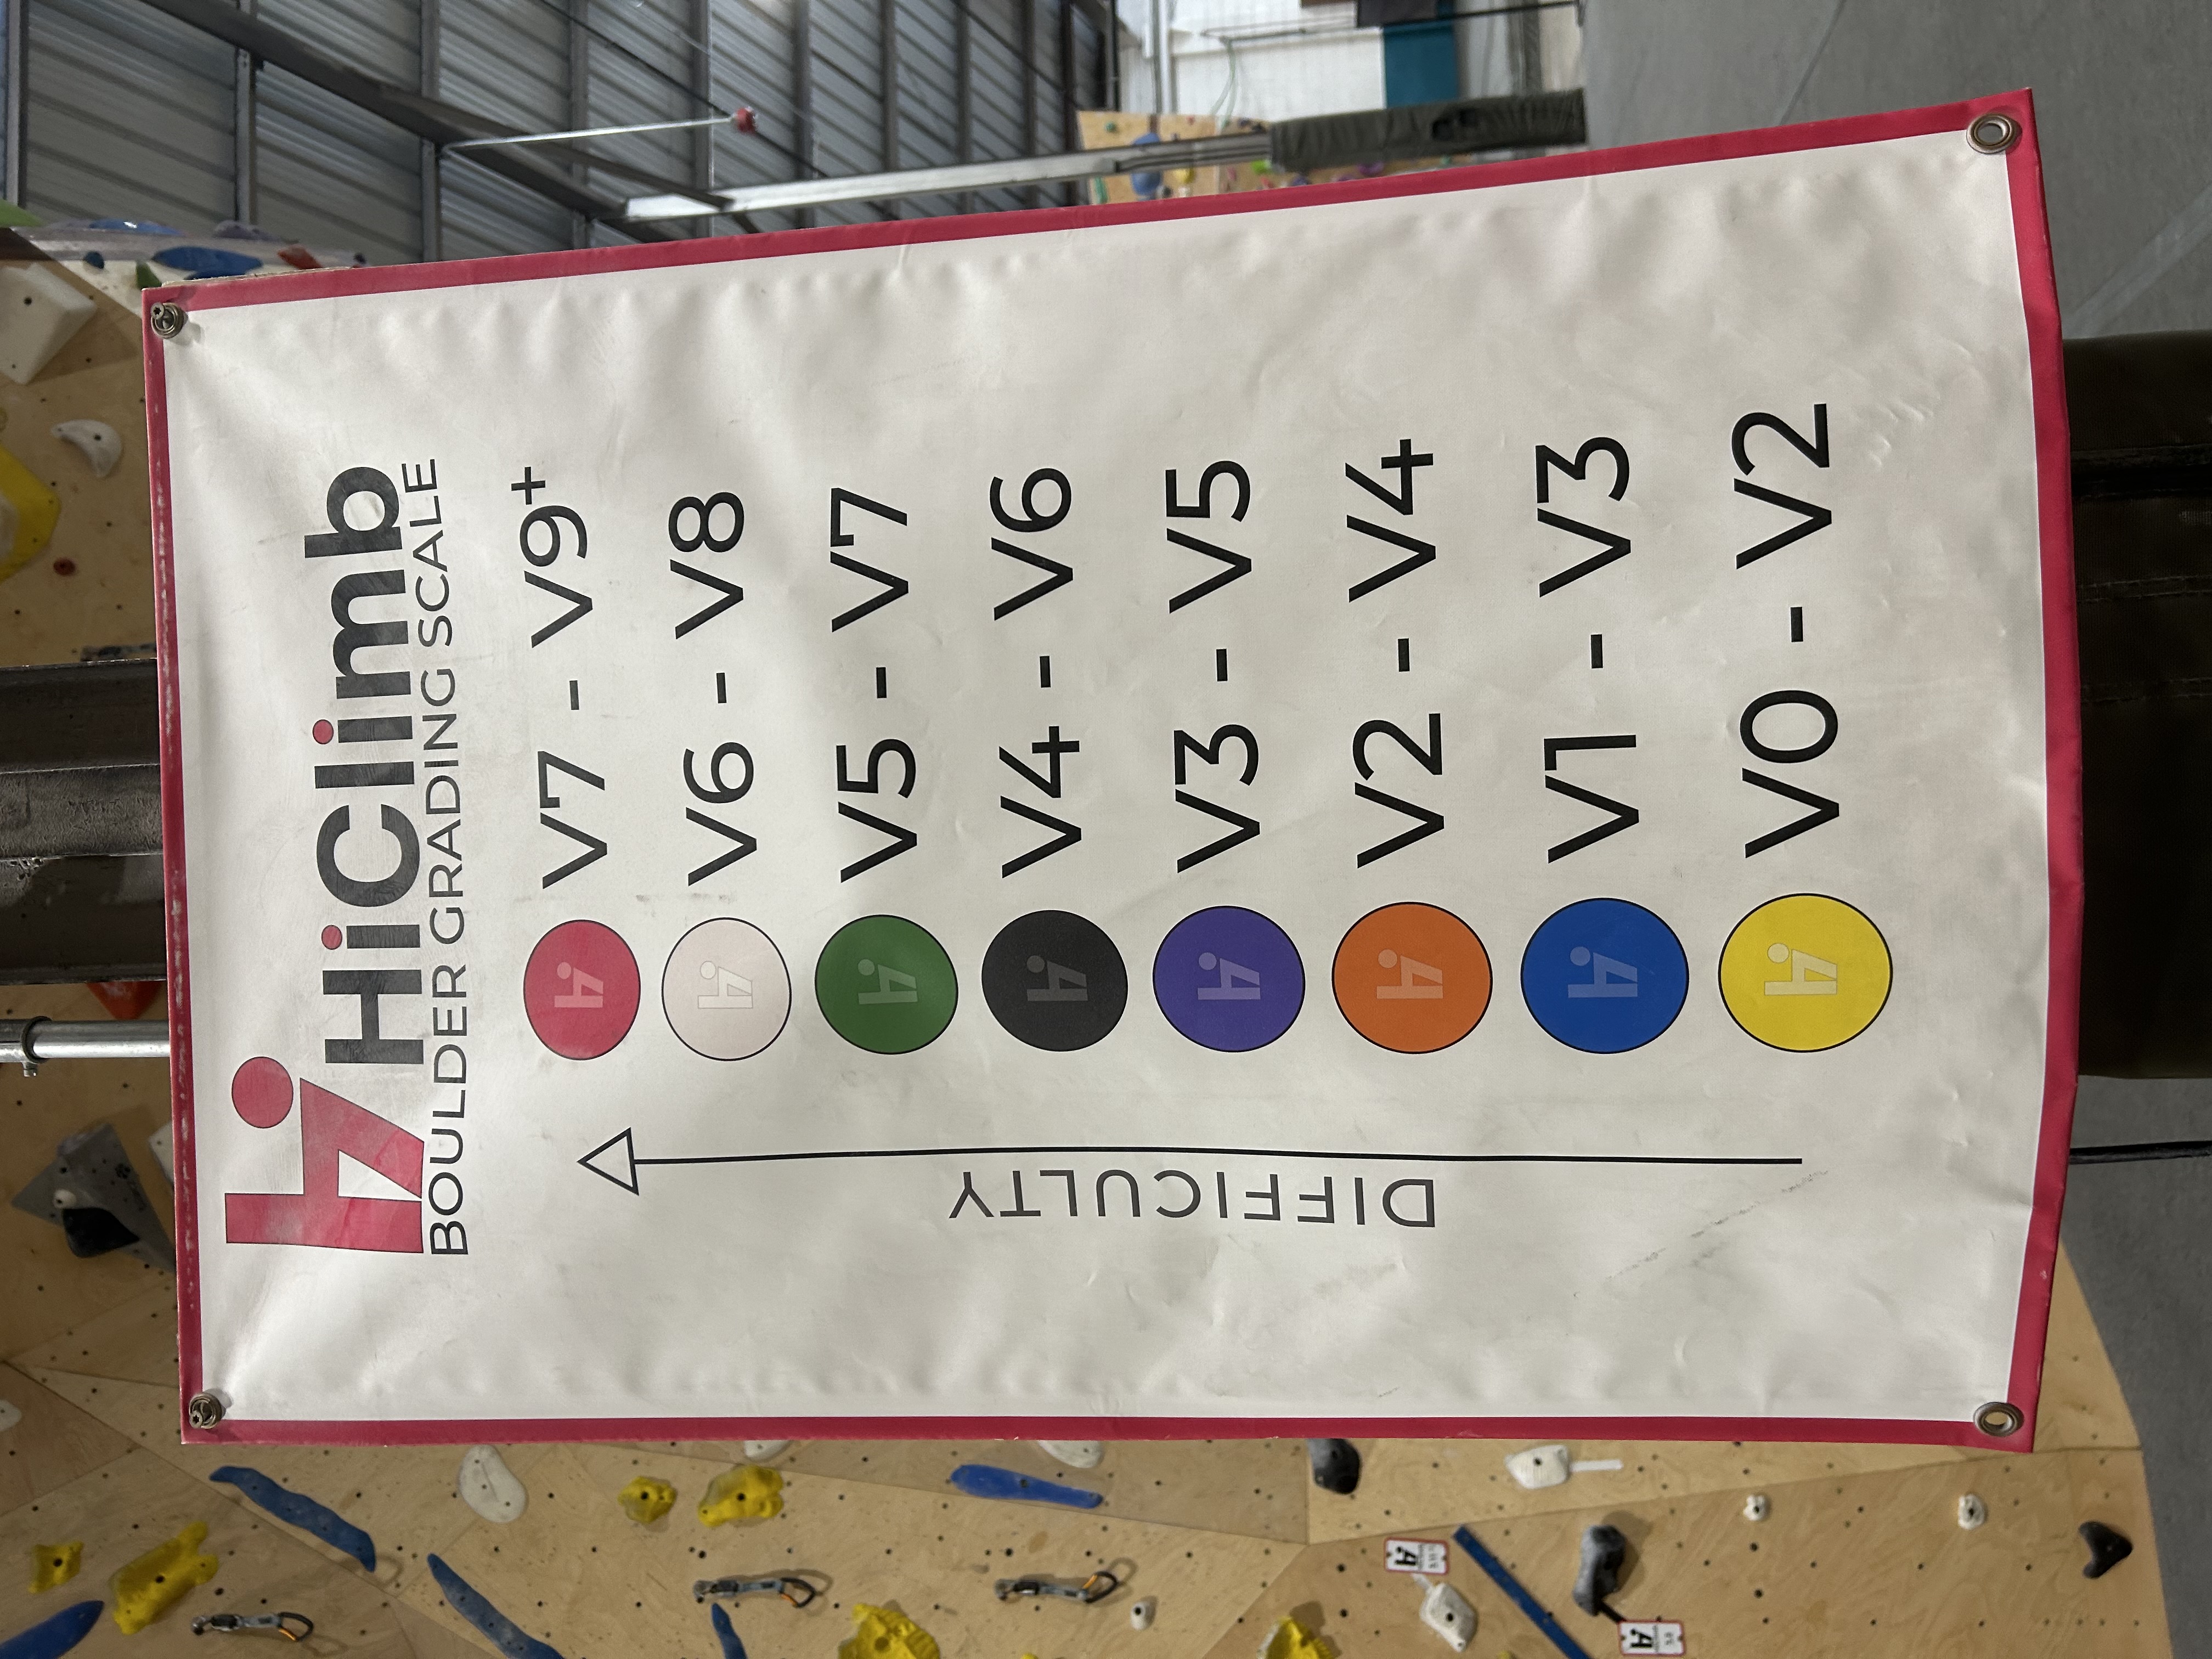 HiClimb
BOULDER GRADING SCALE
V7 - V9+
V6 - V8
V5 - V7
V4 - V6
V3 - V5
V2 - V4
V1 - V3
V0 - V2
DIFFICULTY